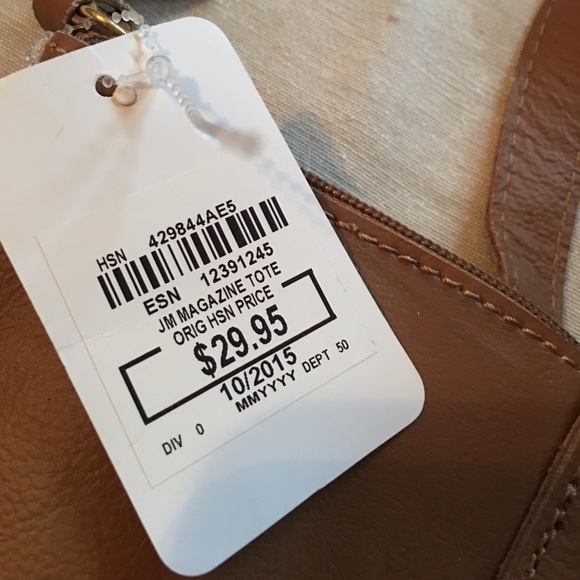 HSN 429844AE5
ESN 12391245
JM MAGAZINE TOTE
ORIG HSN PRICE
$29.95
10/2015
MMYYYY
DIV 0 DEPT 50